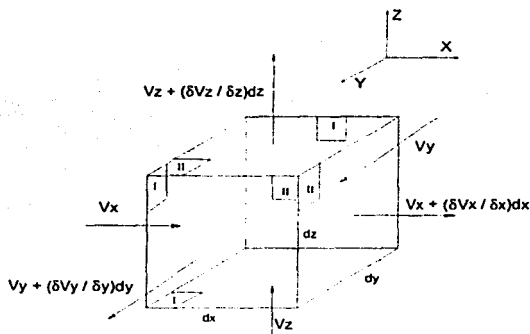 Z
X
Y
Vz + (δVz / δz)dz
I
Vy
II
I
II
II
Vx
Vx + (δVx / δx)dx
dz
Vy + (δVy / δy)dy
dy
I
dx
Vz